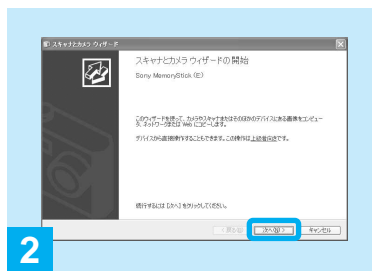 スキャナとカメラ ウィザード
スキャナとカメラ ウィザードの開始
Sony MemoryStick (E)
このウィザードを使って、カメラやスキャナまたはそのほかのデバイスにある画像をコンピュー
タ、ネットワークまたは Web にコピーします。
デバイスから直接操作することもできます。この操作は上級者向きです。
続行するには [次へ] をクリックしてください。
< 戻る(B)
次へ(N) >
キャンセル
2